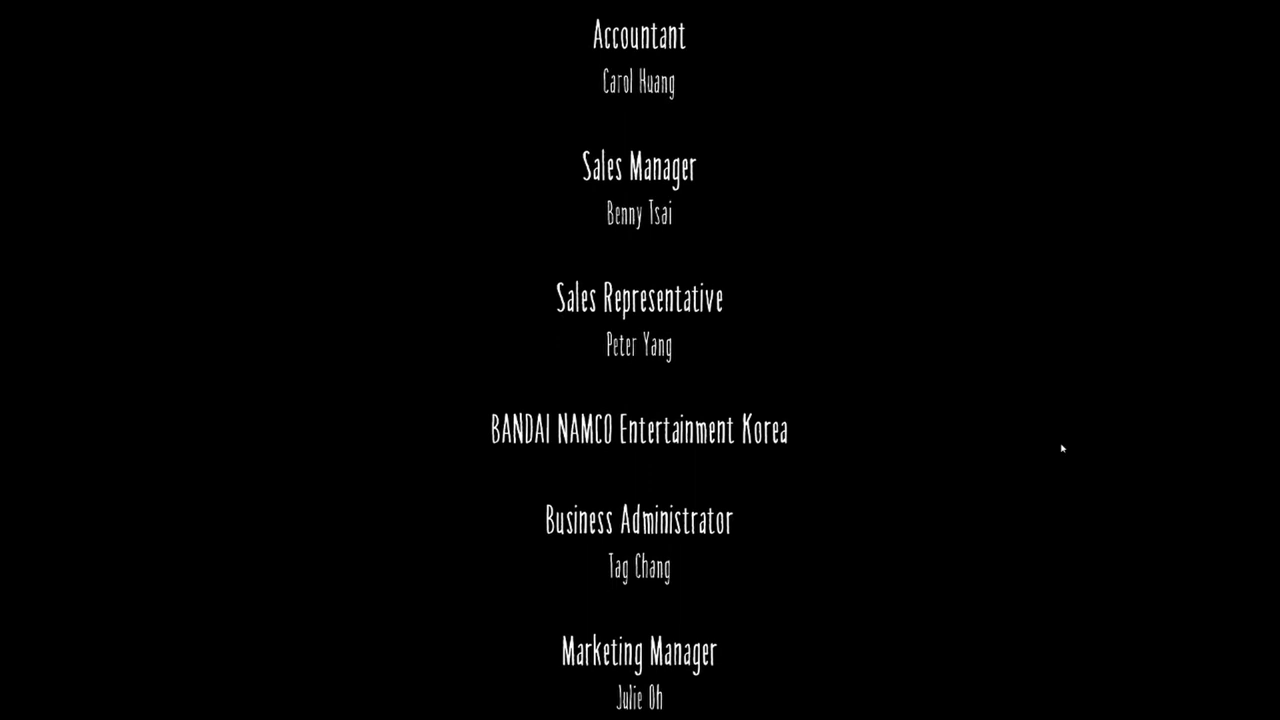 Accountant
Carol Huang
Sales Manager
Benny Tsai
Sales Representative
Peter Yang
BANDAI NAMCO Entertainment Korea
Business Administrator
Tag Chang
Marketing Manager
Julie Oh